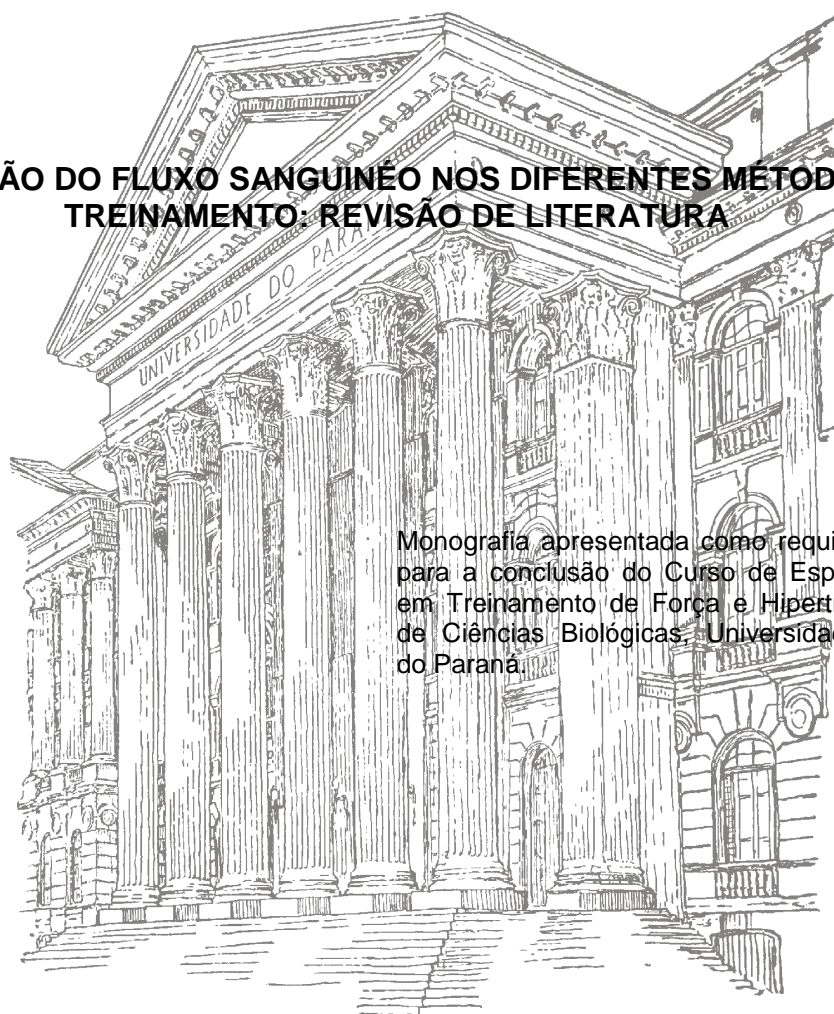 ÃO DO FLUXO SANGUINÉO NOS DIFERENTES MÉTOD
TREINAMENTO: REVISÃO DE LITERATURA
UNIVERSIDADE DO PARANÁ
Monografia apresentada como requi
para a conclusão do Curso de Esp
em Treinamento de Força e Hipert
de Ciências Biológicas, Universidad
do Paraná.